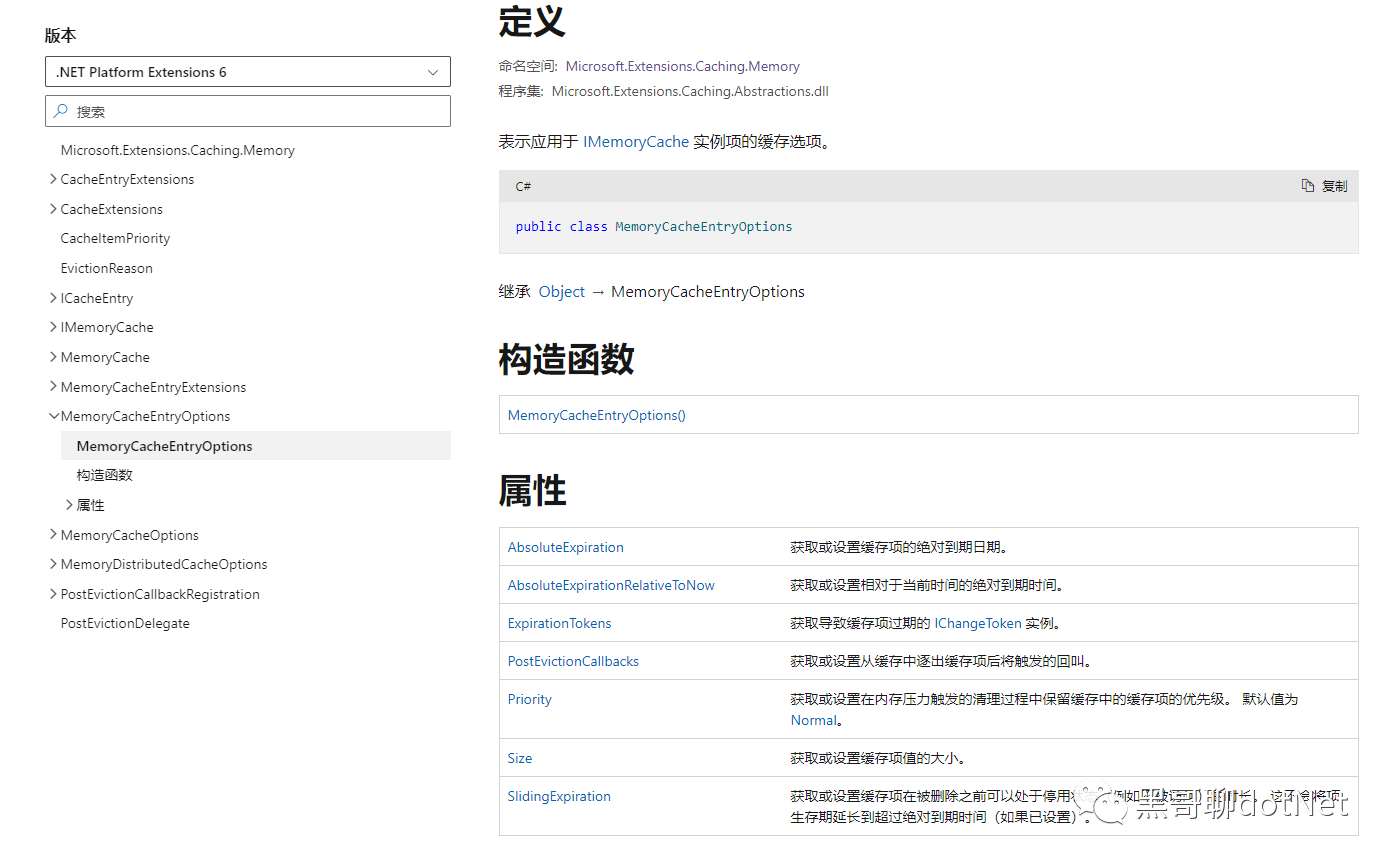 版本
.NET Platform Extensions 6
搜索
Microsoft.Extensions.Caching.Memory
CacheEntryExtensions
CacheExtensions
CacheItemPriority
EvictionReason
ICacheEntry
IMemoryCache
MemoryCache
MemoryCacheEntryExtensions
MemoryCacheEntryOptions
MemoryCacheEntryOptions
构造函数
属性
MemoryCacheOptions
MemoryDistributedCacheOptions
PostEvictionCallbackRegistration
PostEvictionDelegate
定义
命名空间: Microsoft.Extensions.Caching.Memory
程序集: Microsoft.Extensions.Caching.Abstractions.dll
表示应用于 IMemoryCache 实例项的缓存选项。
C# 复制
public class MemoryCacheEntryOptions
继承 Object → MemoryCacheEntryOptions
构造函数
MemoryCacheEntryOptions()
属性
AbsoluteExpiration 获取或设置缓存项的绝对到期日期。
AbsoluteExpirationRelativeToNow 获取或设置相对于当前时间的绝对到期时间。
ExpirationTokens 获取导致缓存项过期的 IChangeToken 实例。
PostEvictionCallbacks 获取或设置从缓存中逐出缓存项后将触发的回叫。
Priority 获取或设置在内存压力触发的清理过程中保留缓存中的缓存项的优先级。 默认值为
Normal。
Size 获取或设置缓存项值的大小。
SlidingExpiration 获取或设置缓存项在被删除之前可以处于停用
生存期延长到超过绝对到期时间（如果已设置）。
黑哥聊dotNet